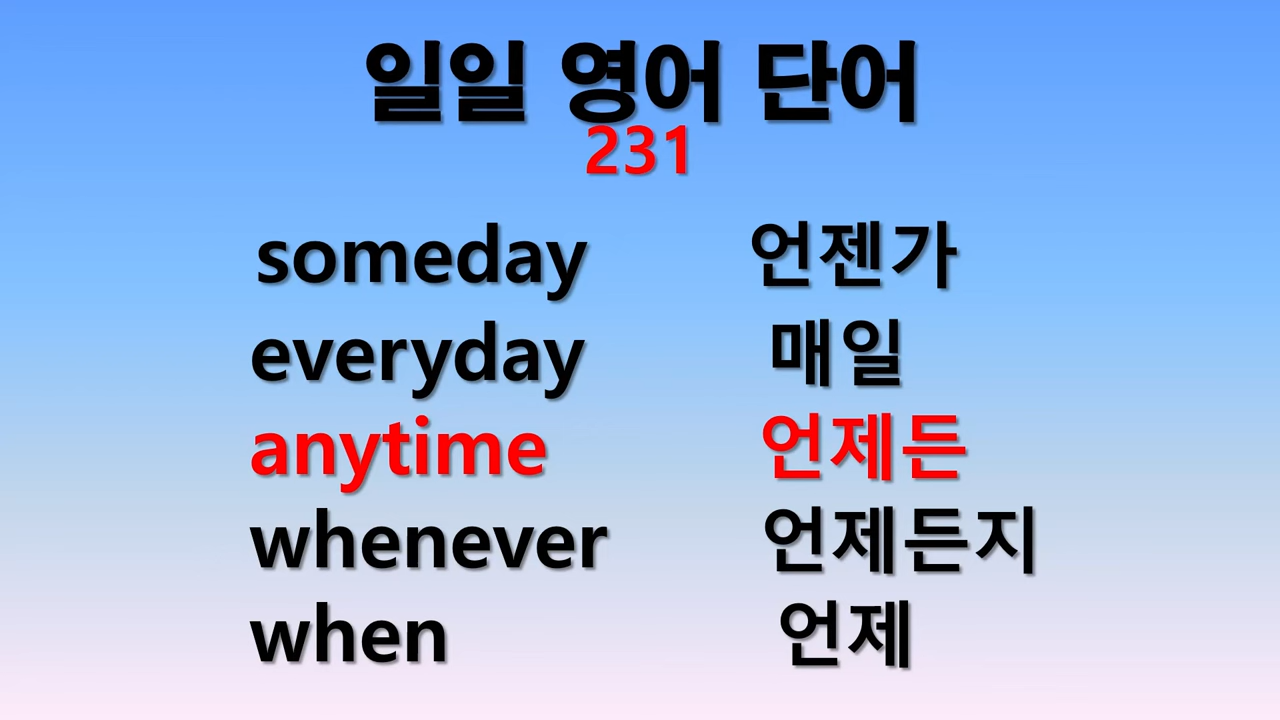 일일 영어 단어
231
someday 언젠가
everyday 매일
anytime 언제든
whenever 언제든지
when 언제